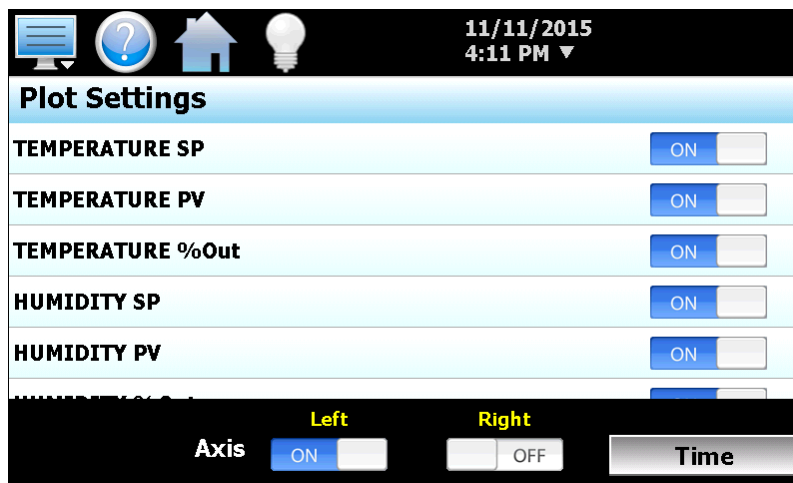 ?
11/11/2015
4:11 PM ▼
Plot Settings
TEMPERATURE SP ON
TEMPERATURE PV ON
TEMPERATURE %Out ON
HUMIDITY SP ON
HUMIDITY PV ON
Left Right
Axis ON OFF Time